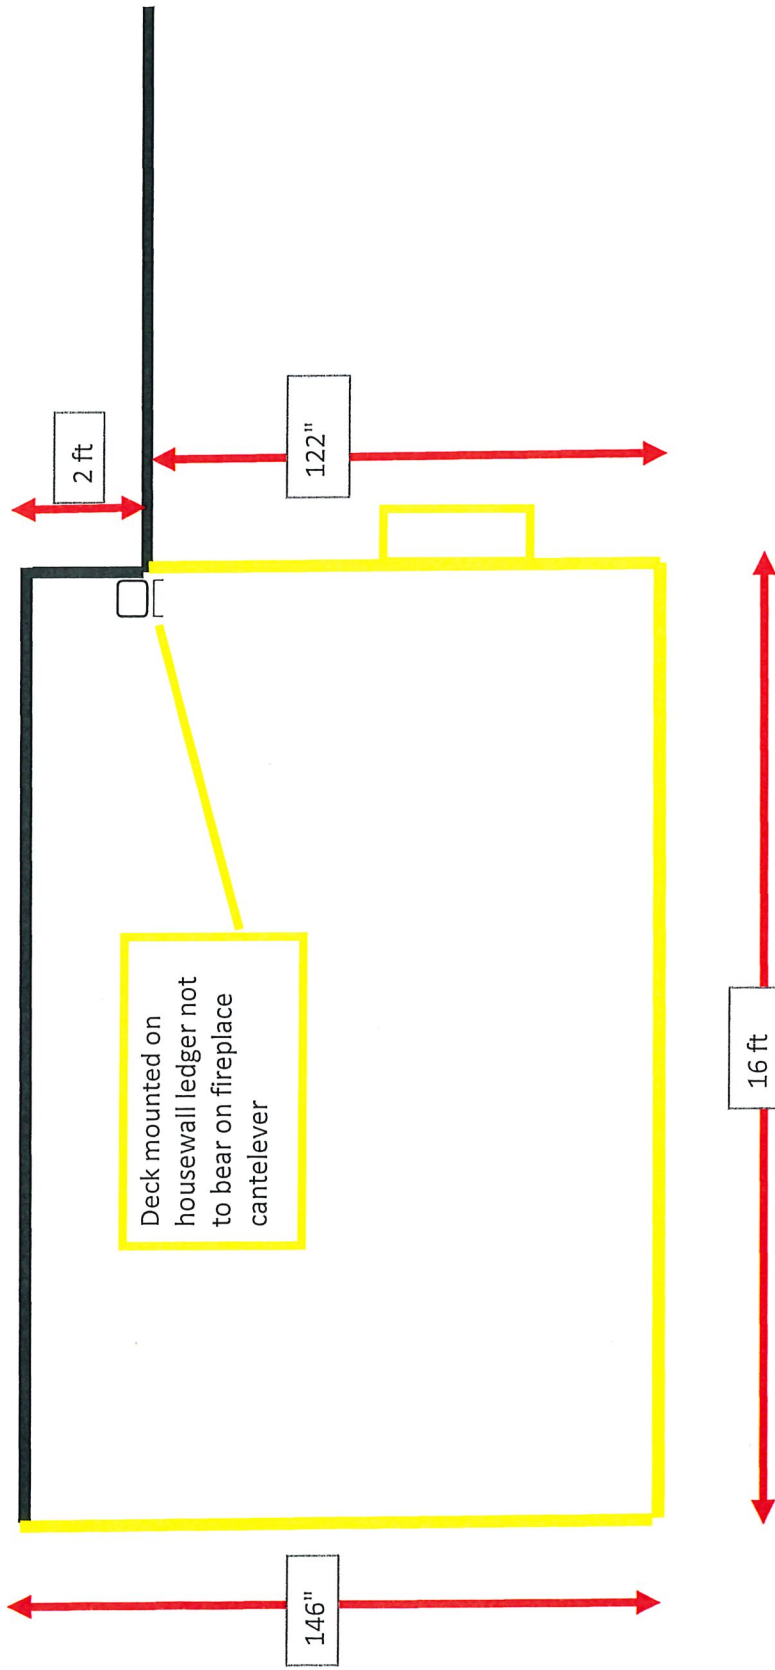 2 ft
122"
Deck mounted on
housewall ledger not
to bear on fireplace
cantelever
146"
16 ft